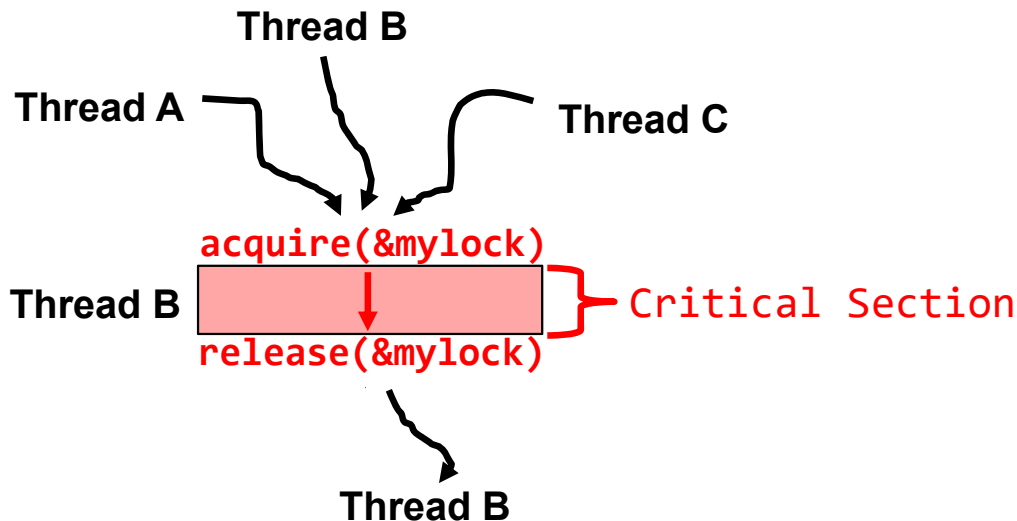 Thread B
Thread A
Thread C
acquire(&mylock)
Thread B
Critical Section
release(&mylock)
Thread B